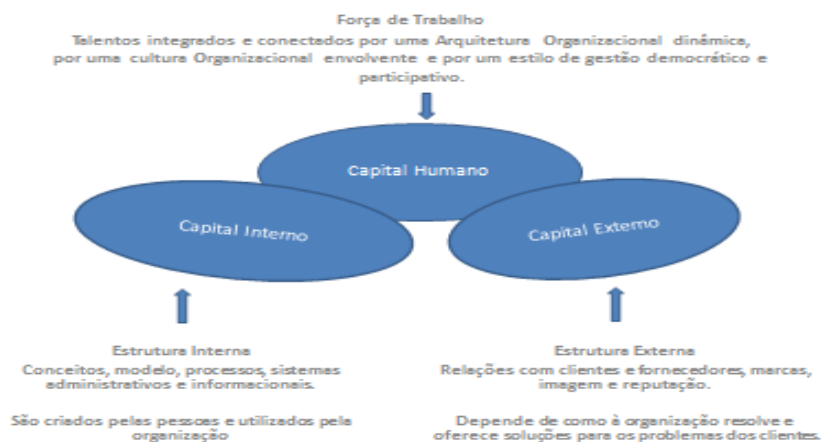 Força de Trabalho
Talentos integrados e conectados por uma Arquitetura Organizacional dinâmica,
por uma cultura Organizacional envolvente e por um estilo de gestão democrático e
participativo.
Capital Humano
Capital Interno
Capital Externo
Estrutura Interna
Conceitos, modelo, processos, sistemas
administrativos e informacionais.
São criados pelas pessoas e utilizados pela
organização
Estrutura Externa
Relações com clientes e fornecedores, marcas,
imagem e reputação.
Depende de como à organização resolve e
oferece soluções para os problemas dos clientes.